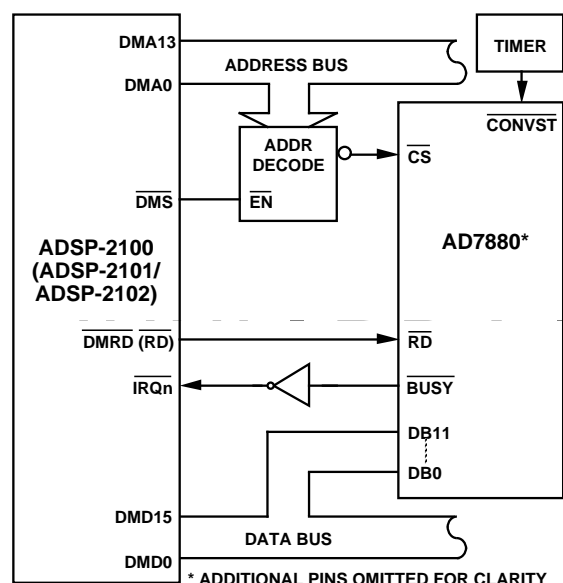 DMA13
ADDRESS BUS
TIMER
DMA0
CONVST
ADDR
DECODE
CS
DMS
EN
ADSP-2100
(ADSP-2101/
ADSP-2102)
AD7880*
DMRD (RD)
RD
IRQn
BUSY
DB11
DB0
DMD15
DATA BUS
DMD0
* ADDITIONAL PINS OMITTED FOR CLARITY